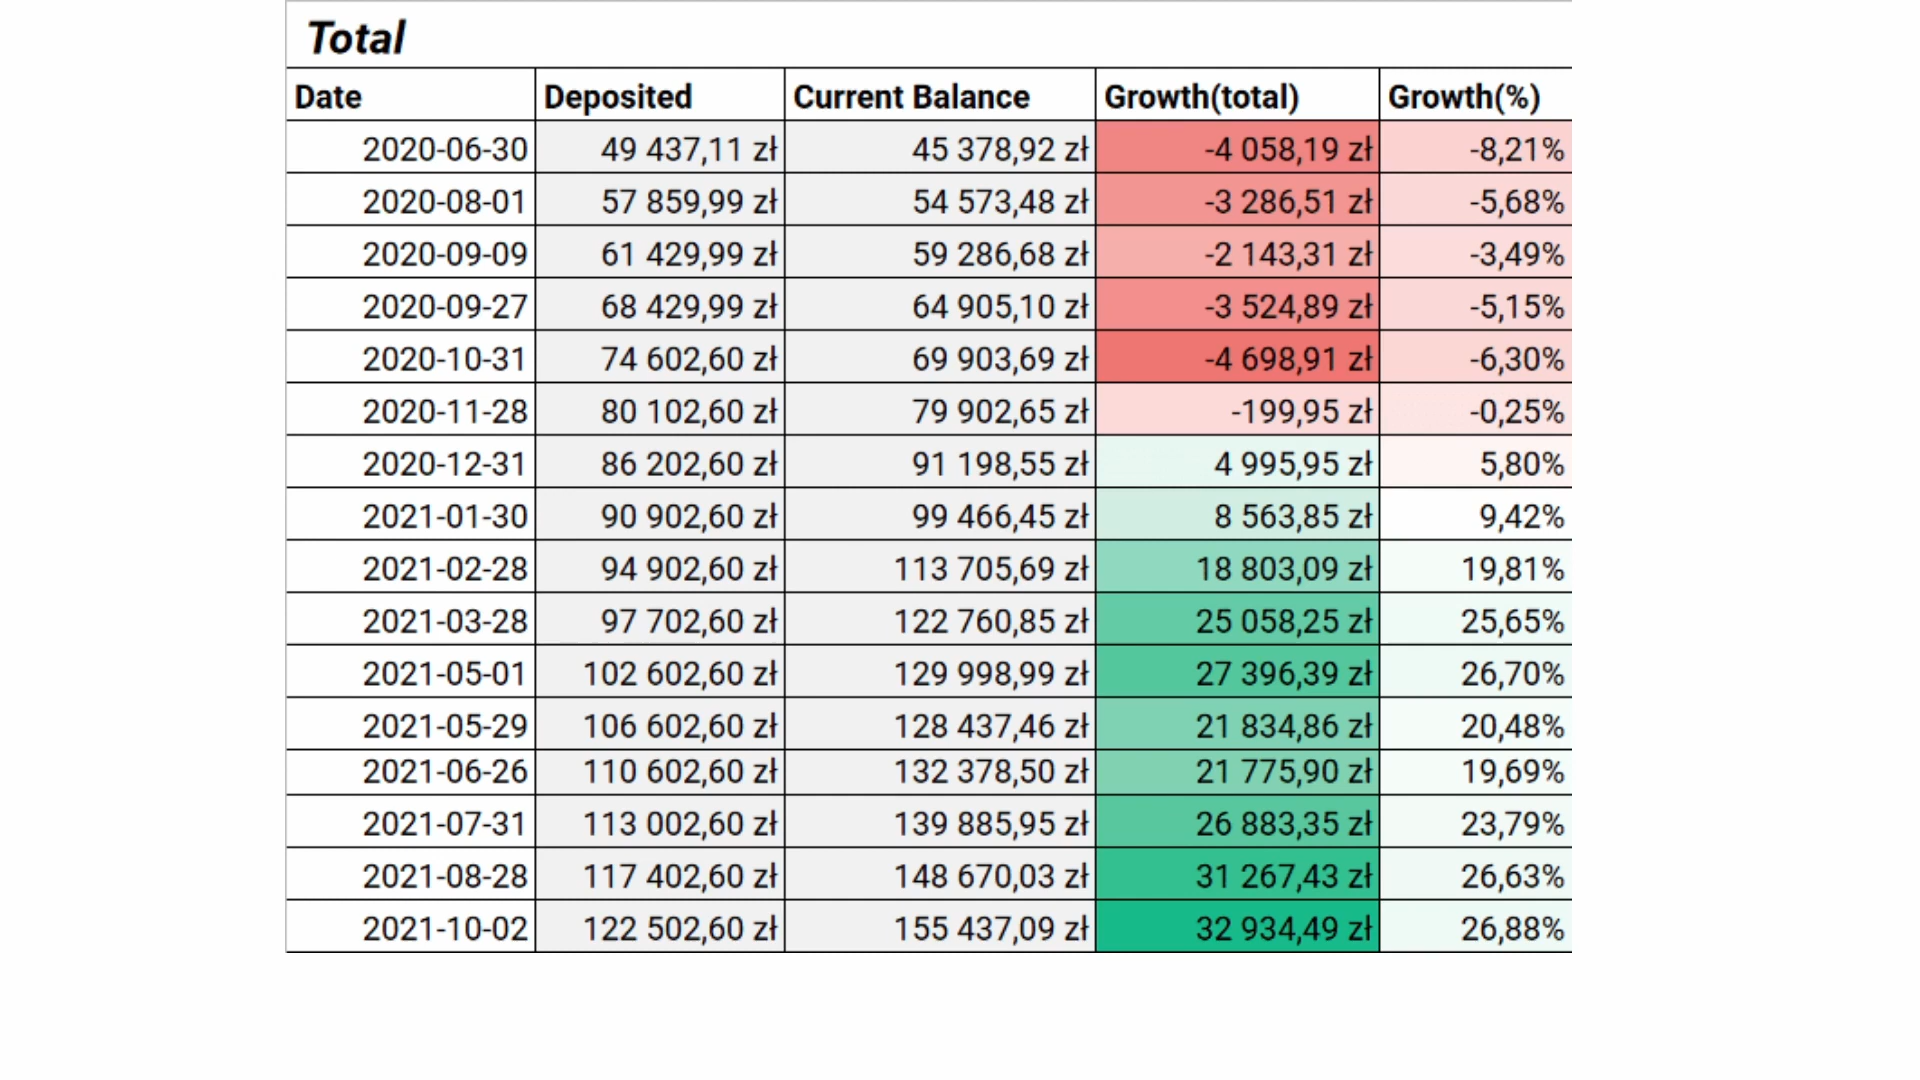 Total
Date Deposited Current Balance Growth(total) Growth(%)
2020-06-30 49 437,11 zł 45 378,92 zł -4 058,19 zł -8,21%
2020-08-01 57 859,99 zł 54 573,48 zł -3 286,51 zł -5,68%
2020-09-09 61 429,99 zł 59 286,68 zł -2 143,31 zł -3,49%
2020-09-27 68 429,99 zł 64 905,10 zł -3 524,89 zł -5,15%
2020-10-31 74 602,60 zł 69 903,69 zł -4 698,91 zł -6,30%
2020-11-28 80 102,60 zł 79 902,65 zł -199,95 zł -0,25%
2020-12-31 86 202,60 zł 91 198,55 zł 4 995,95 zł 5,80%
2021-01-30 90 902,60 zł 99 466,45 zł 8 563,85 zł 9,42%
2021-02-28 94 902,60 zł 113 705,69 zł 18 803,09 zł 19,81%
2021-03-28 97 702,60 zł 122 760,85 zł 25 058,25 zł 25,65%
2021-05-01 102 602,60 zł 129 998,99 zł 27 396,39 zł 26,70%
2021-05-29 106 602,60 zł 128 437,46 zł 21 834,86 zł 20,48%
2021-06-26 110 602,60 zł 132 378,50 zł 21 775,90 zł 19,69%
2021-07-31 113 002,60 zł 139 885,95 zł 26 883,35 zł 23,79%
2021-08-28 117 402,60 zł 148 670,03 zł 31 267,43 zł 26,63%
2021-10-02 122 502,60 zł 155 437,09 zł 32 934,49 zł 26,88%